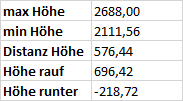 max Höhe 2688,00
min Höhe 2111,56
Distanz Höhe 576,44
Höhe rauf 696,42
Höhe runter -218,72